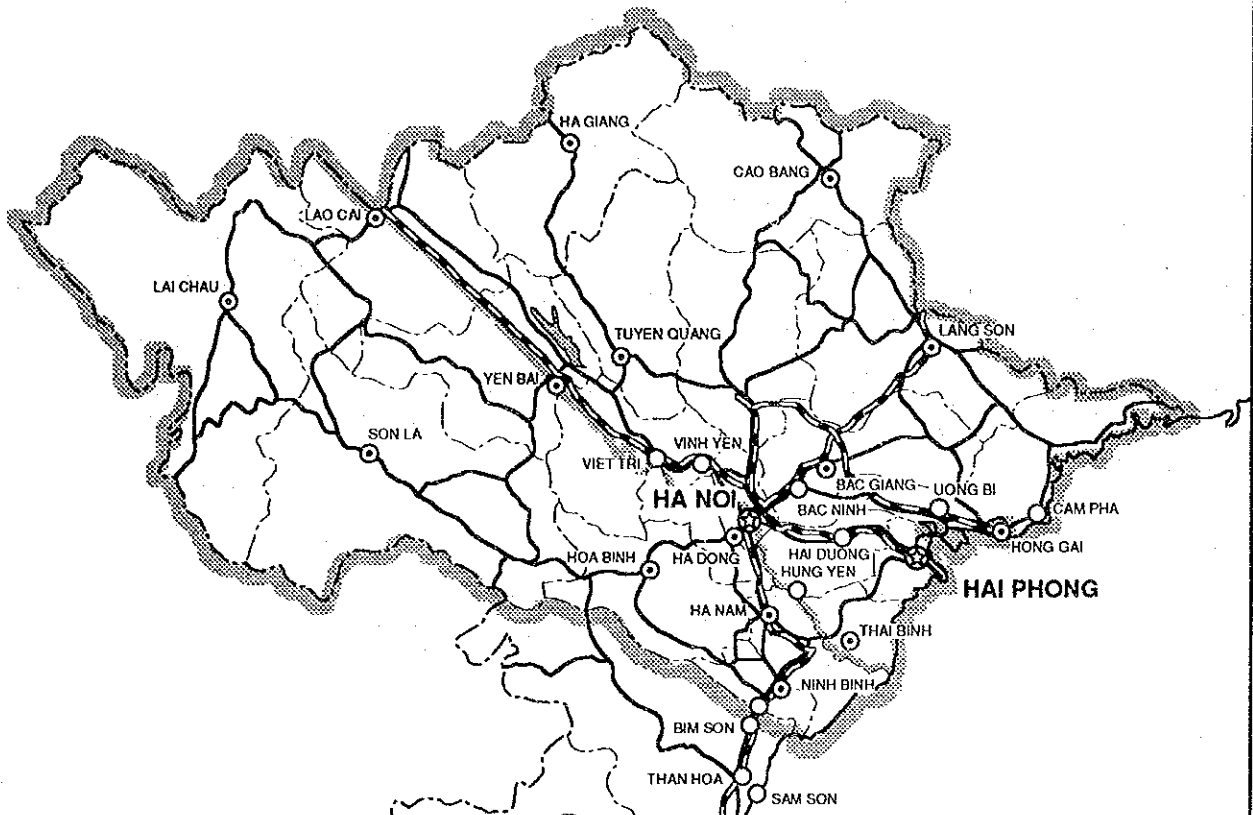 HA GIANG
CAO BANG
LAO CAI
LAI CHAU
LANG SON
TUYEN QUANG
YEN BAI
SON LA
VINH YEN
VIET TRI
BAC GIANG
HA NOI
UONG BI
BAC NINH
CAM PHA
HOA BINH
HA DONG
HAI DUONG
HONG GAI
HUNG YEN
HAI PHONG
HA NAM
THAI BINH
NINH BINH
BIM SON
THAN HOA
SAM SON